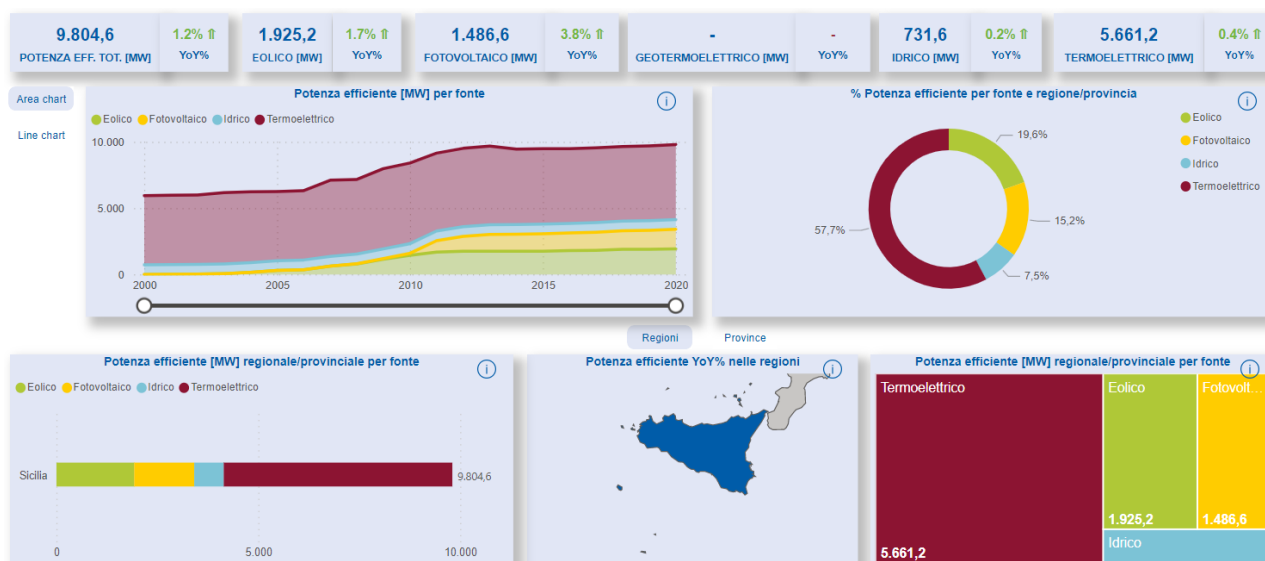 9.804,6
POTENZA EFF. TOT. [MW]
1.2% ⇑
YoY%
1.925,2
EOLICO [MW]
1.7% ⇑
YoY%
1.486,6
FOTOVOLTAICO [MW]
3.8% ⇑
YoY%
-
GEOTERMOELETTRICO [MW]
-
YoY%
731,6
IDRICO [MW]
0.2% ⇑
YoY%
5.661,2
TERMOELETTRICO [MW]
0.4% ⇑
YoY%
Area chart
Line chart
Potenza efficiente [MW] per fonte
i
Eolico Fotovoltaico Idrico Termoelettrico
10.000
5.000
0
2000 2005 2010 2015 2020
% Potenza efficiente per fonte e regione/provincia
i
Eolico
Fotovoltaico
Idrico
Termoelettrico
19,6%
15,2%
7,5%
57,7%
Regioni Province
Potenza efficiente [MW] regionale/provinciale per fonte
i
Eolico Fotovoltaico Idrico Termoelettrico
Sicilia
9.804,6
0 5.000 10.000
Potenza efficiente YoY% nelle regioni
i
Potenza efficiente [MW] regionale/provinciale per fonte
i
Termoelettrico
5.661,2
Eolico
1.925,2
Fotovolt...
1.486,6
Idrico